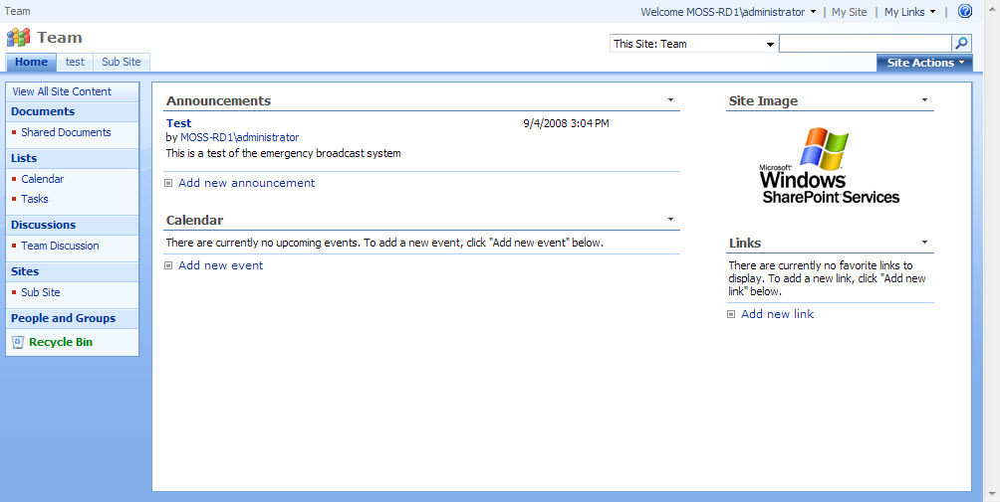 Team
Welcome MOSS-RD1\administrator | My Site | My Links |
Team
This Site: Team
Home test Sub Site
Site Actions
View All Site Content
Documents
Shared Documents
Lists
Calendar
Tasks
Discussions
Team Discussion
Sites
Sub Site
People and Groups
Recycle Bin
Announcements
Test 9/4/2008 3:04 PM
by MOSS-RD1\administrator
This is a test of the emergency broadcast system
Add new announcement
Calendar
There are currently no upcoming events. To add a new event, click "Add new event" below.
Add new event
Site Image
Microsoft
Windows
SharePoint Services
Links
There are currently no favorite links to
display. To add a new link, click "Add new
link" below.
Add new link